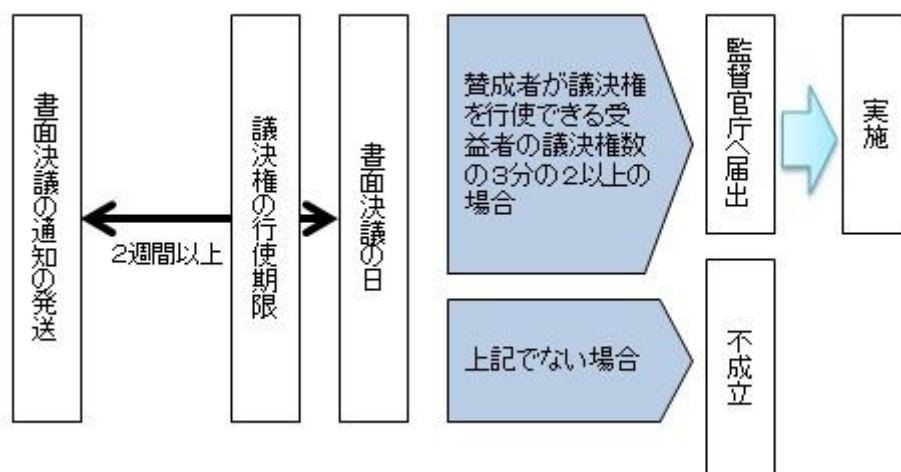 書面決議の通知の発送
2週間以上
議決権の行使期限
書面決議の日
賛成者が議決権
を行使できる受
益者の議決権数
の3分の2以上の
場合
監督官庁へ届出
実施
上記でない場合
不成立